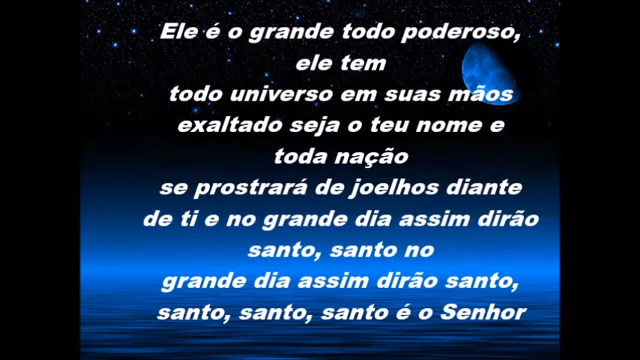 Ele é o grande todo poderoso,
ele tem
todo universo em suas mãos
exaltado seja o teu nome e
toda nação
se prostrará de joelhos diante
de ti e no grande dia assim dirão
santo, santo no
grande dia assim dirão santo,
santo, santo, santo é o Senhor